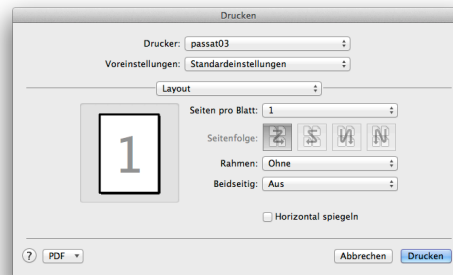 Drucken
Drucker: passat03
Voreinstellungen: Standardeinstellungen
Layout
Seiten pro Blatt: 1
1
Seitenfolge:
Rahmen: Ohne
Beidseitig: Aus
Horizontal spiegeln
? PDF Abbrechen Drucken